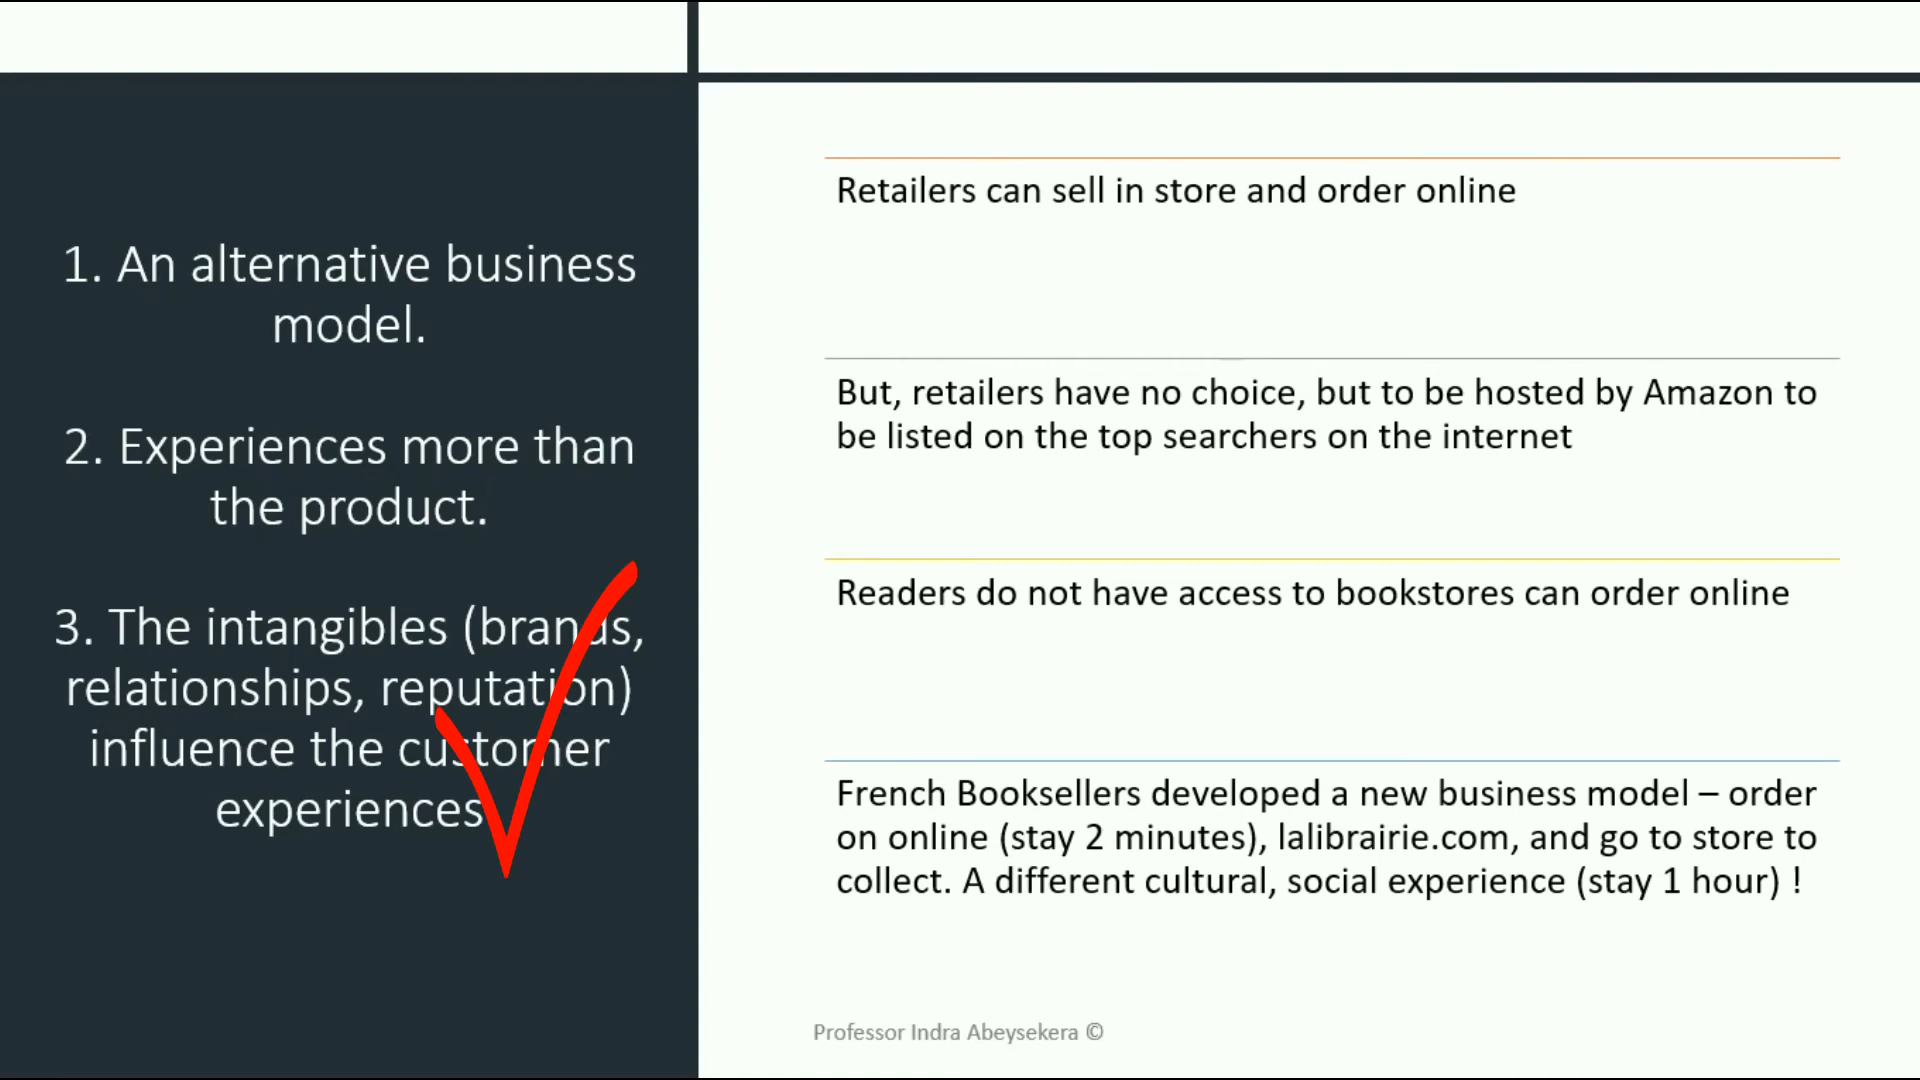 1. An alternative business
model.
2. Experiences more than
the product.
3. The intangibles (brands,
relationships, reputation)
influence the customer
experiences
Retailers can sell in store and order online
But, retailers have no choice, but to be hosted by Amazon to
be listed on the top searchers on the internet
Readers do not have access to bookstores can order online
French Booksellers developed a new business model – order
on online (stay 2 minutes), lalibrairie.com, and go to store to
collect. A different cultural, social experience (stay 1 hour) !
Professor Indra Abeysekera ©